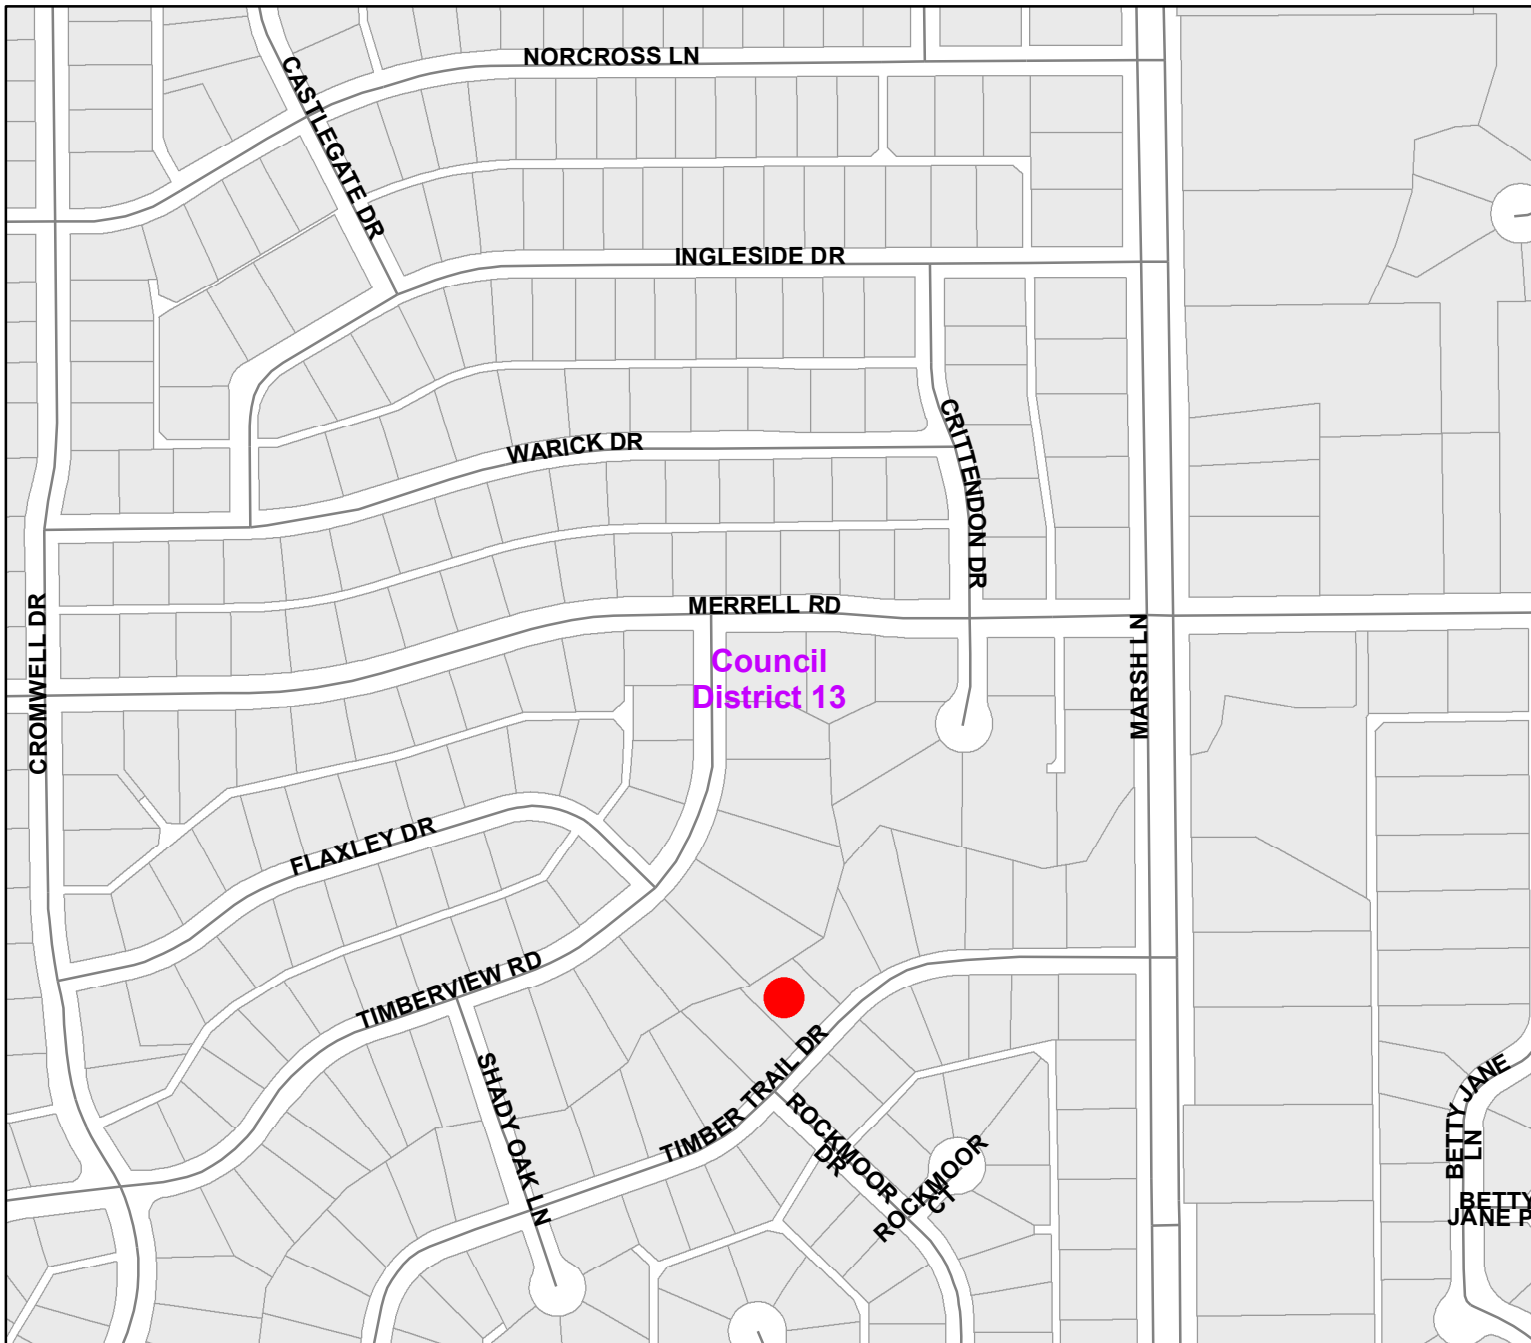 NORCROSS LN
CASTLEGATE DR
INGLESIDE DR
CRITTENDON DR
WARICK DR
MERRELL RD
CROMWELL DR
MARSH LN
Council
District 13
FLAXLEY DR
TIMBERVIEW RD
SHADY OAK LN
TIMBER TRAIL DR
ROCKMOOR
DR
ROCKMOOR
CT
BETTY JANE
LN
BETTY
JANE P